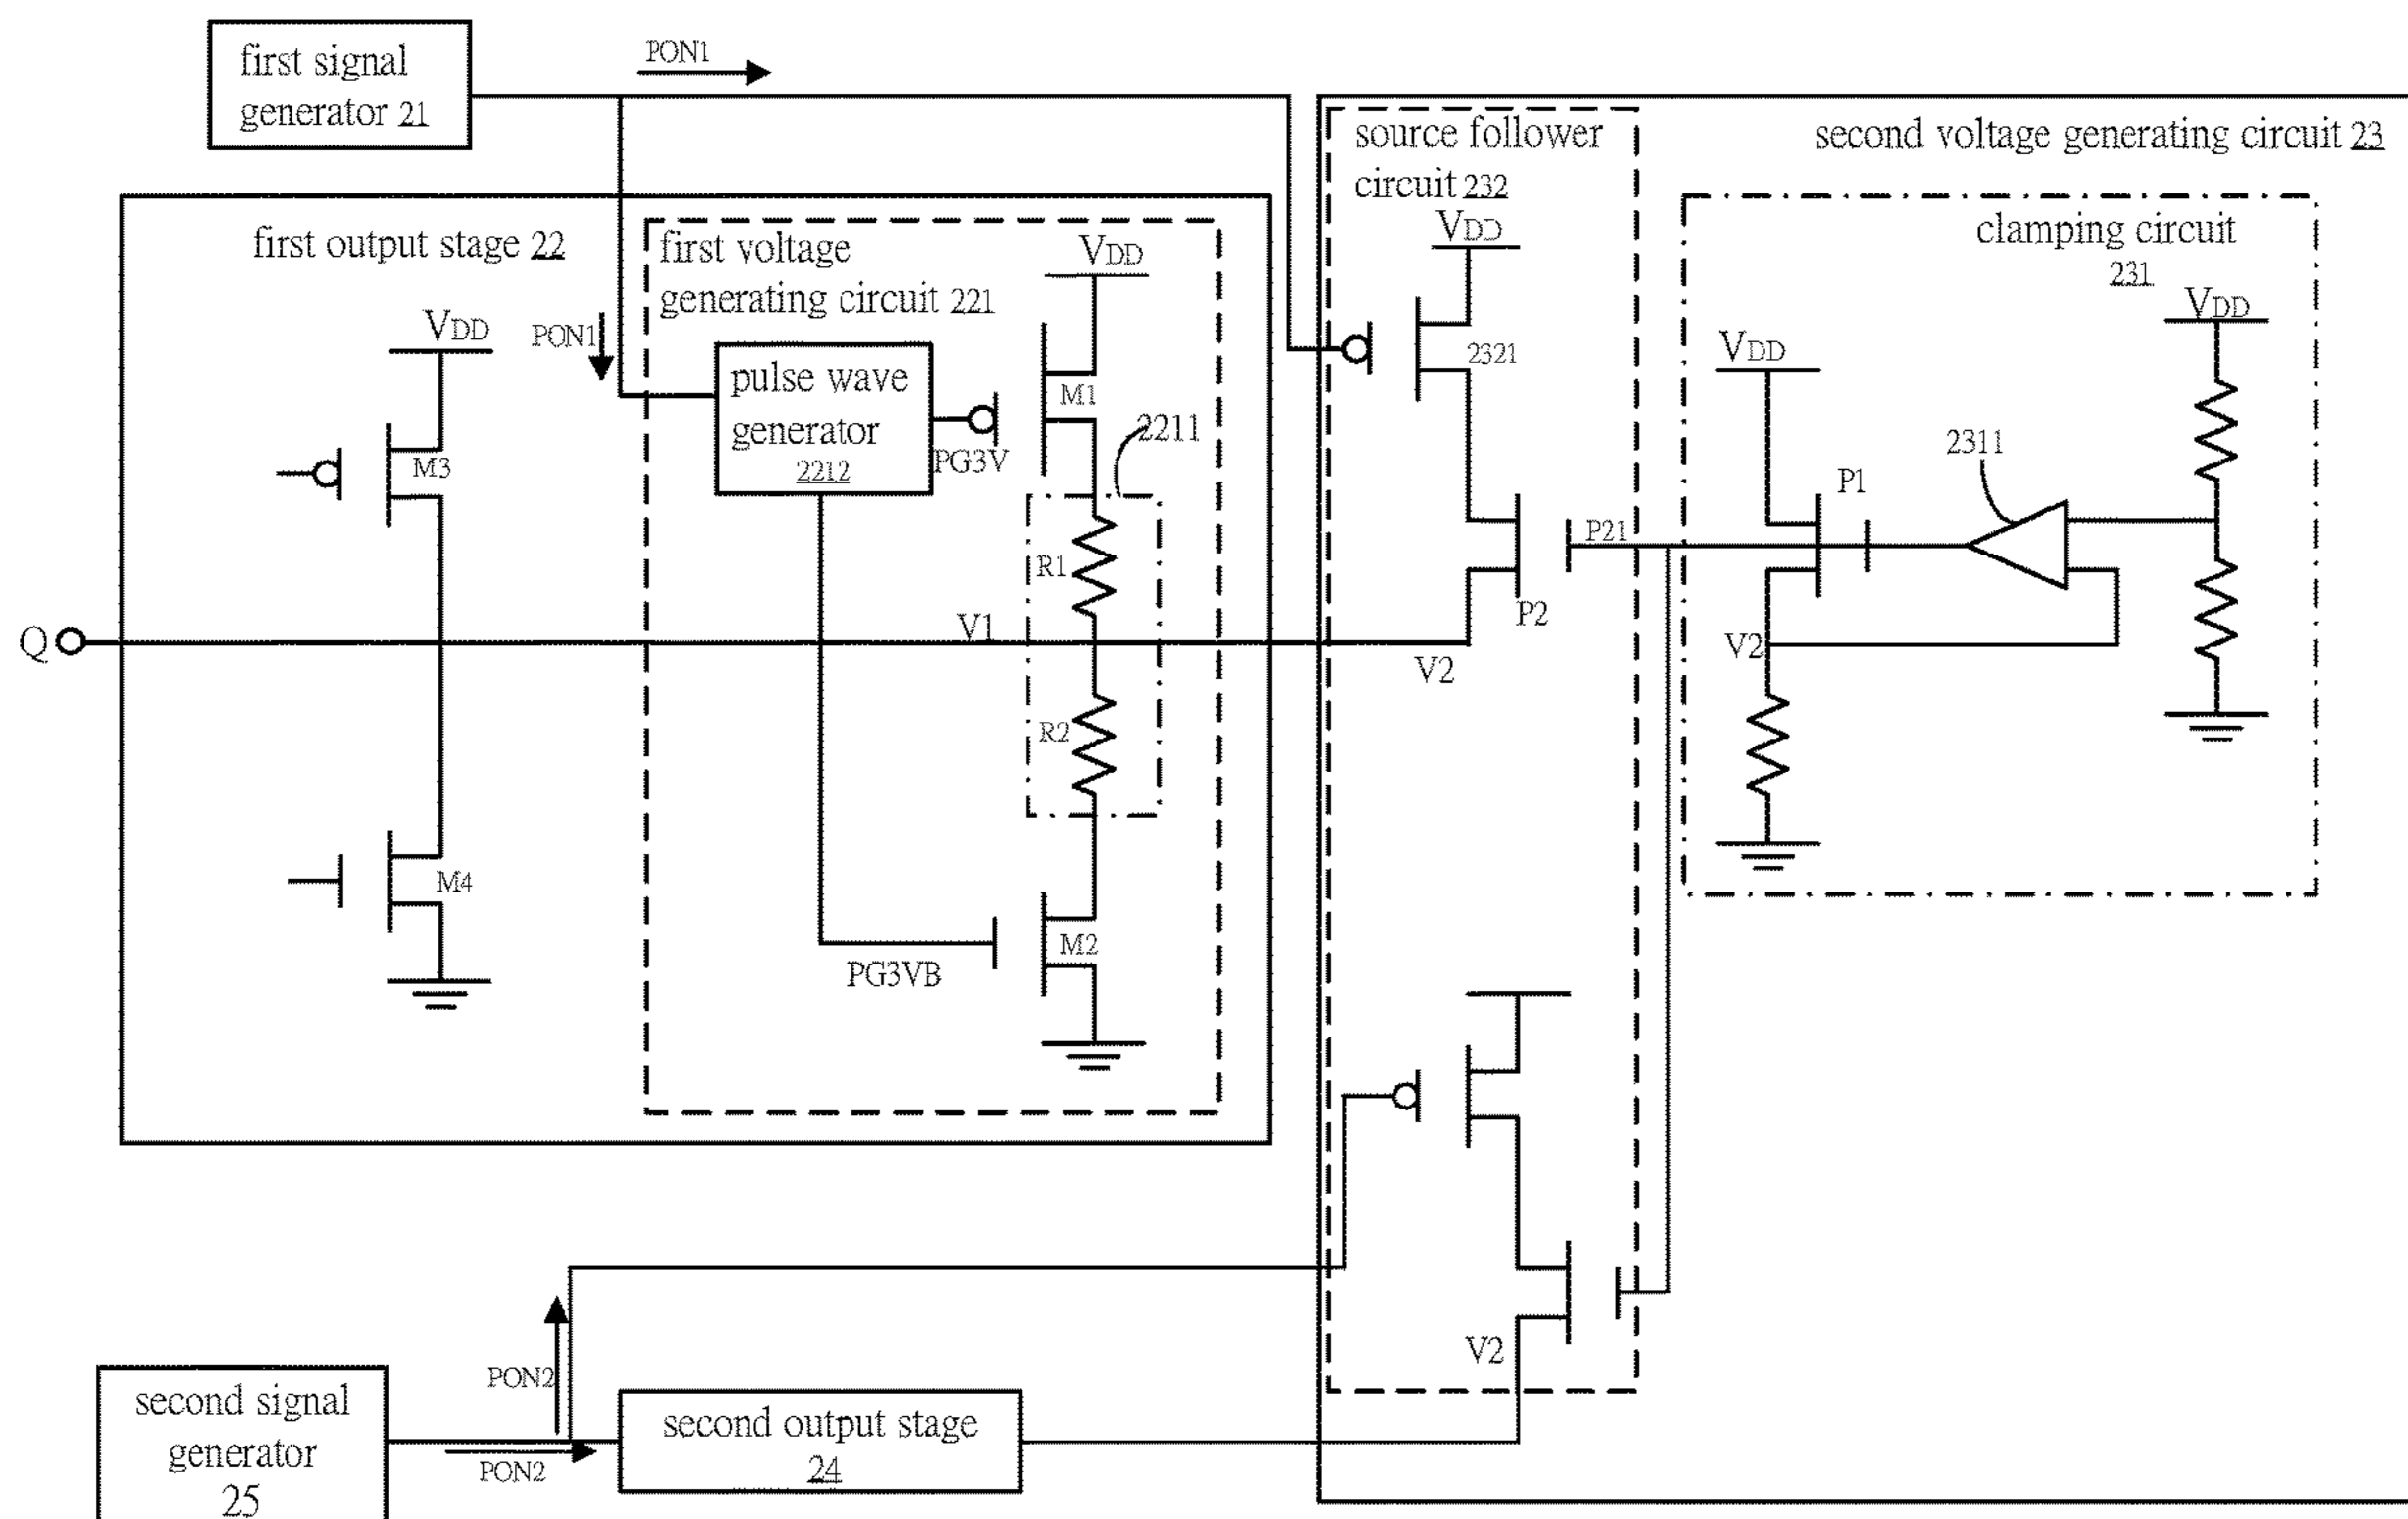 first signal
generator 21
PON1
first output stage 22
VDD
M3
M4
Q
PON1
first voltage
generating circuit 221
VDD
pulse wave
generator
2212
PG3V
M1
2211
R1
V1
R2
M2
PG3VB
source follower
circuit 232
VDD
2321
P21
P2
V2
second voltage generating circuit 23
clamping circuit
231
VDD
VDD
2311
P1
V2
V2
PON2
second signal
generator
25
PON2
second output stage
24